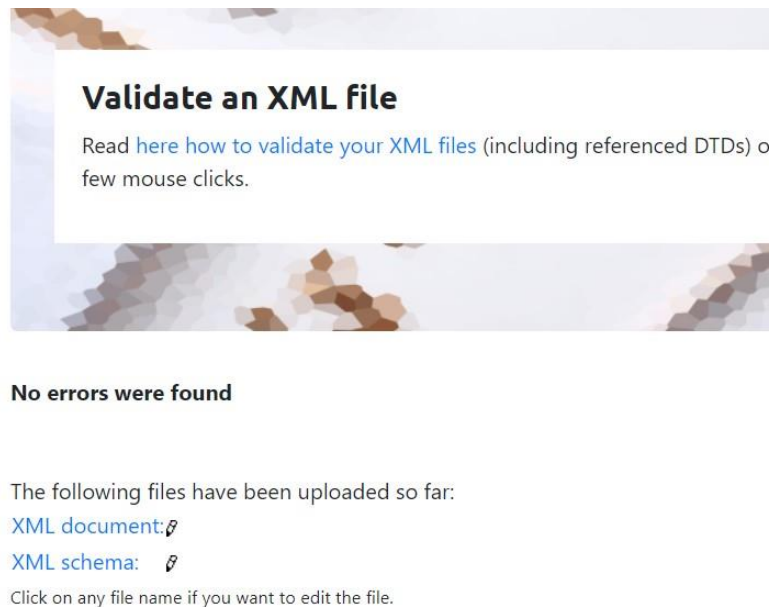 Validate an XML file
Read here how to validate your XML files (including referenced DTDs) o
few mouse clicks.
No errors were found
The following files have been uploaded so far:
XML document:
XML schema:
Click on any file name if you want to edit the file.